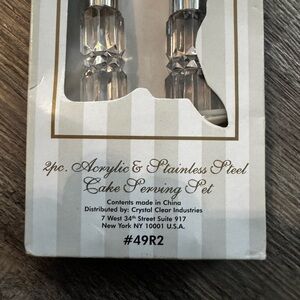 2pc. Acrylic & Stainless Steel
Cake Serving Set
Contents made in China
Distributed by: Crystal Clear Industries
7 West 34th Street Suite 917
New York NY 10001 U.S.A.
#49R2